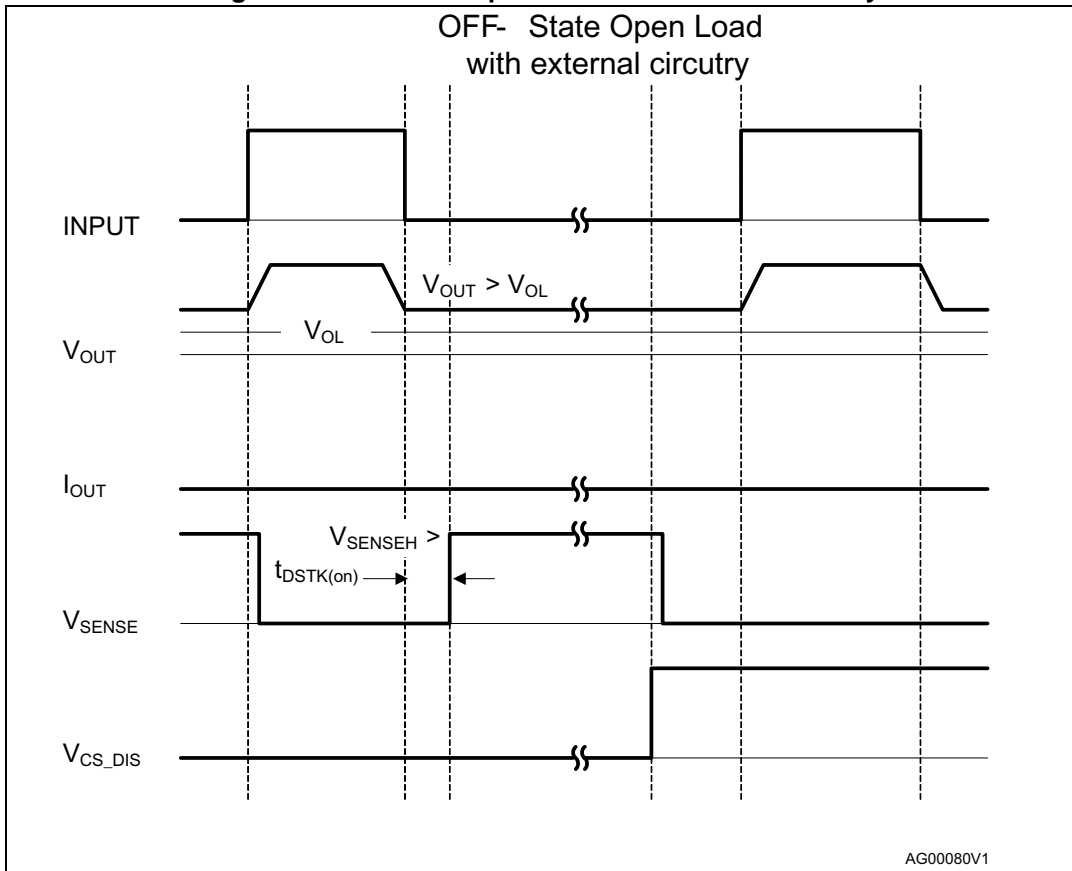 OFF- State Open Load
with external circutry
INPUT
VOUT > VOL
VOL
VOUT
IOUT
VSENSEH >
tDSTK(on)
VSENSE
VCS_DIS
AG00080V1